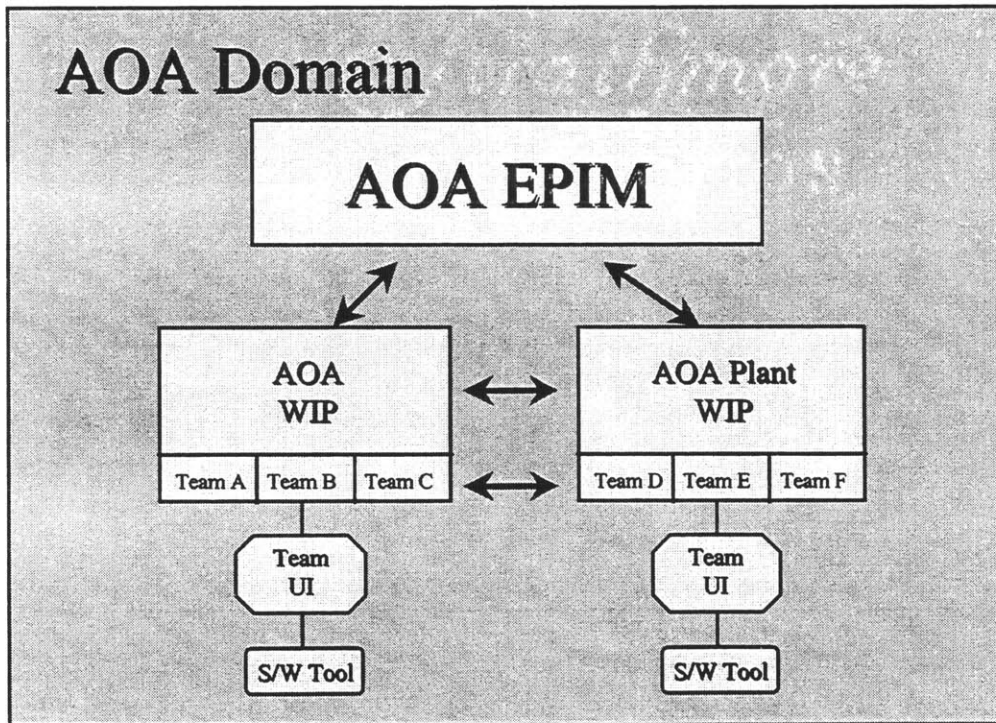 AOA Domain
AOA EPIM
AOA
WIP
AOA Plant
WIP
Team A
Team B
Team C
Team D
Team E
Team F
Team
UI
Team
UI
S/W Tool
S/W Tool